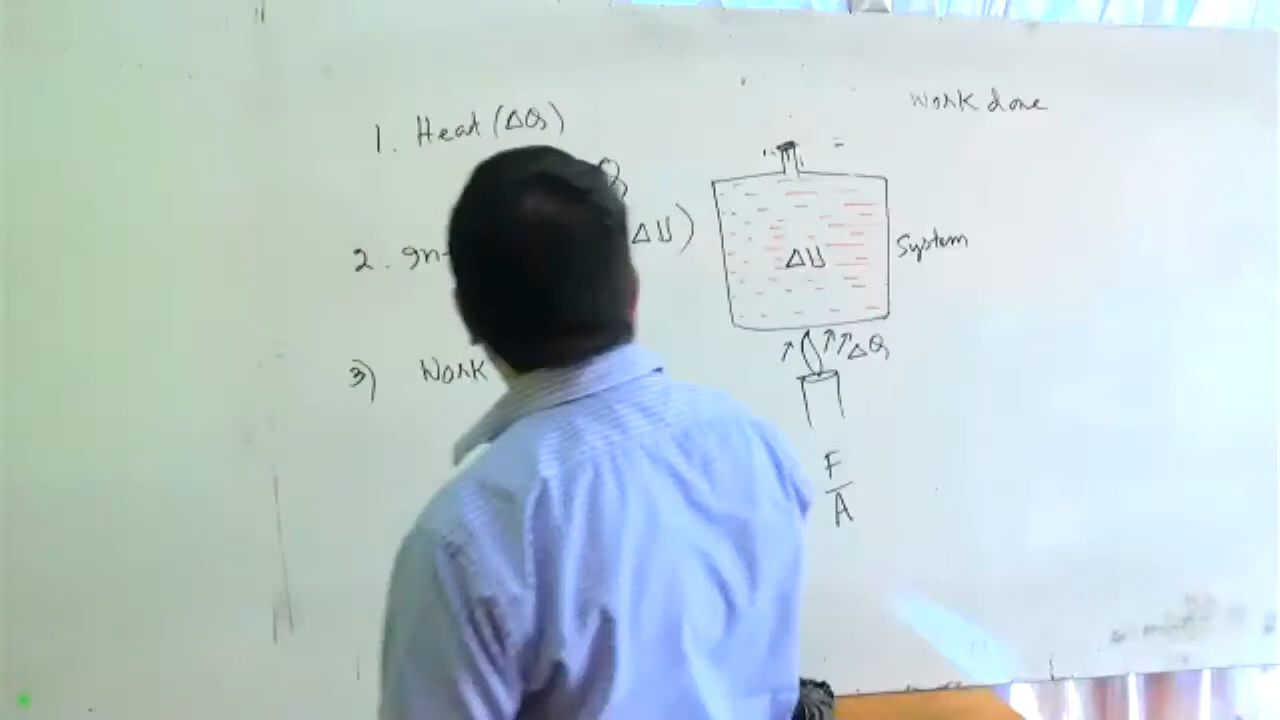 work done
1. Heat (ΔQ)
Q
2. In
ΔU)
ΔU
System
ΔQ
3) Work
F
A